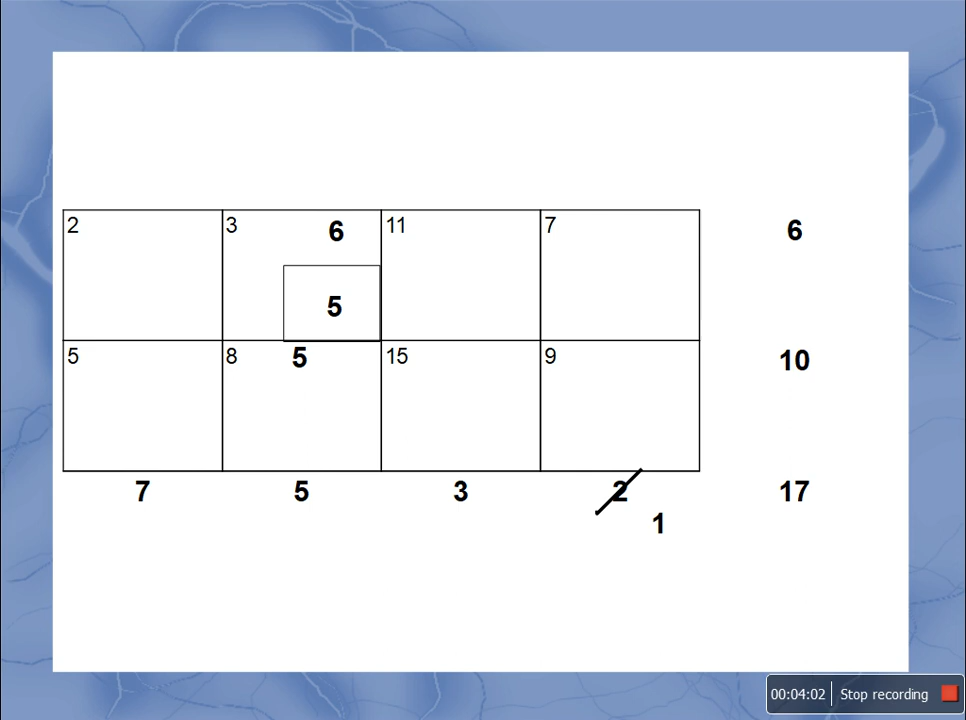 2 3 6 11 7 6
5
5 8 5 15 9 10
7 5 3 2 17
1
00:04:02 Stop recording